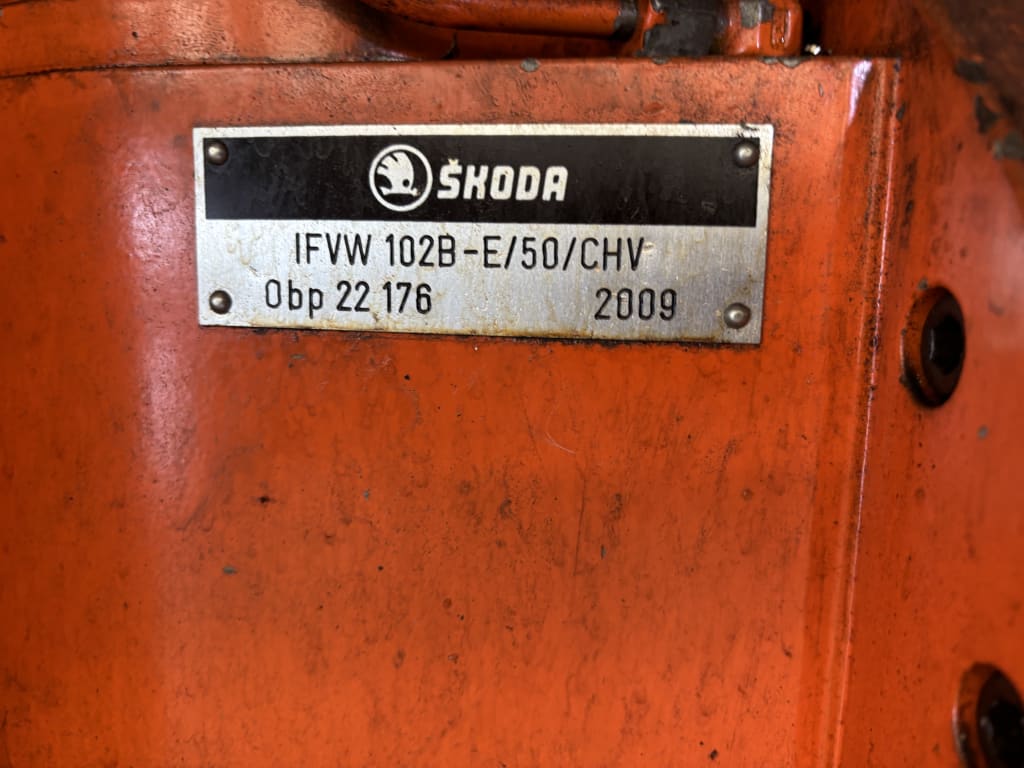 ŠKODA
IFVW 102B-E/50/CHV
Obp 22 176 2009